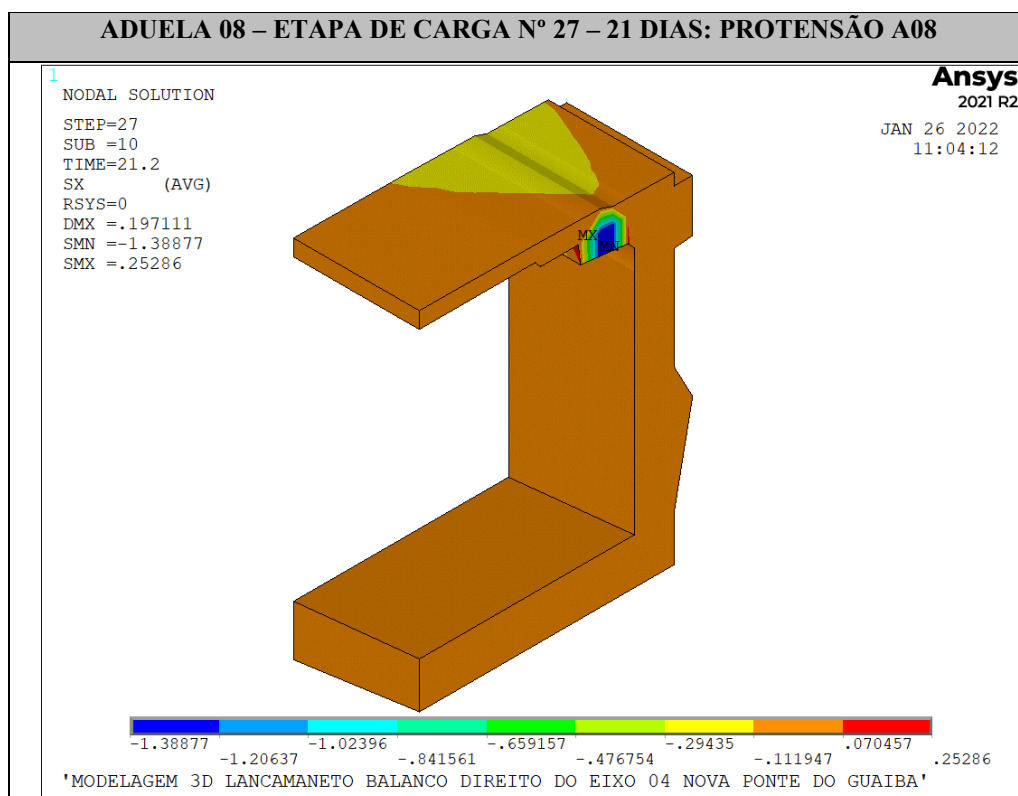 ADUELA 08 – ETAPA DE CARGA Nº 27 – 21 DIAS: PROTENSÃO A08
1
NODAL SOLUTION
STEP=27
SUB =10
TIME=21.2
SX (AVG)
RSYS=0
DMX =.197111
SMN =-1.38877
SMX =.25286
Ansys
2021 R2
JAN 26 2022
11:04:12
MX
MN
-1.38877 -1.02396 -.659157 -.29435 .070457
-1.20637 -.841561 -.476754 -.111947 .25286
'MODELAGEM 3D LANCAMANETO BALANCO DIREITO DO EIXO 04 NOVA PONTE DO GUAIBA'